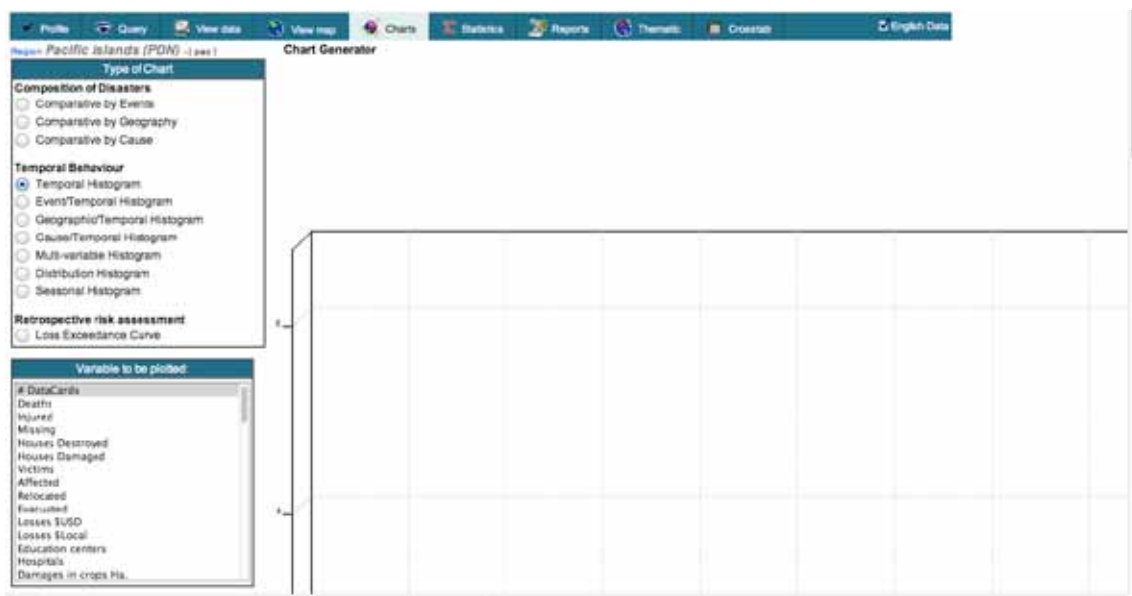 Profile Query View data View map Charts Statistics Reports Thematic Crosstab English Data
Region= Pacific Islands (PDN) -[ pac ]
Chart Generator
Type of Chart
Composition of Disasters
Comparative by Events
Comparative by Geography
Comparative by Cause
Temporal Behaviour
Temporal Histogram
Event/Temporal Histogram
Geographic/Temporal Histogram
Cause/Temporal Histogram
Multi-variable Histogram
Distribution Histogram
Seasonal Histogram
Retrospective risk assessment
Loss Exceedance Curve
Variable to be plotted:
# DataCards
Deaths
Injured
Missing
Houses Destroyed
Houses Damaged
Victims
Affected
Relocated
Evacuated
Losses $USD
Losses $Local
Education centers
Hospitals
Damages in crops Ha.